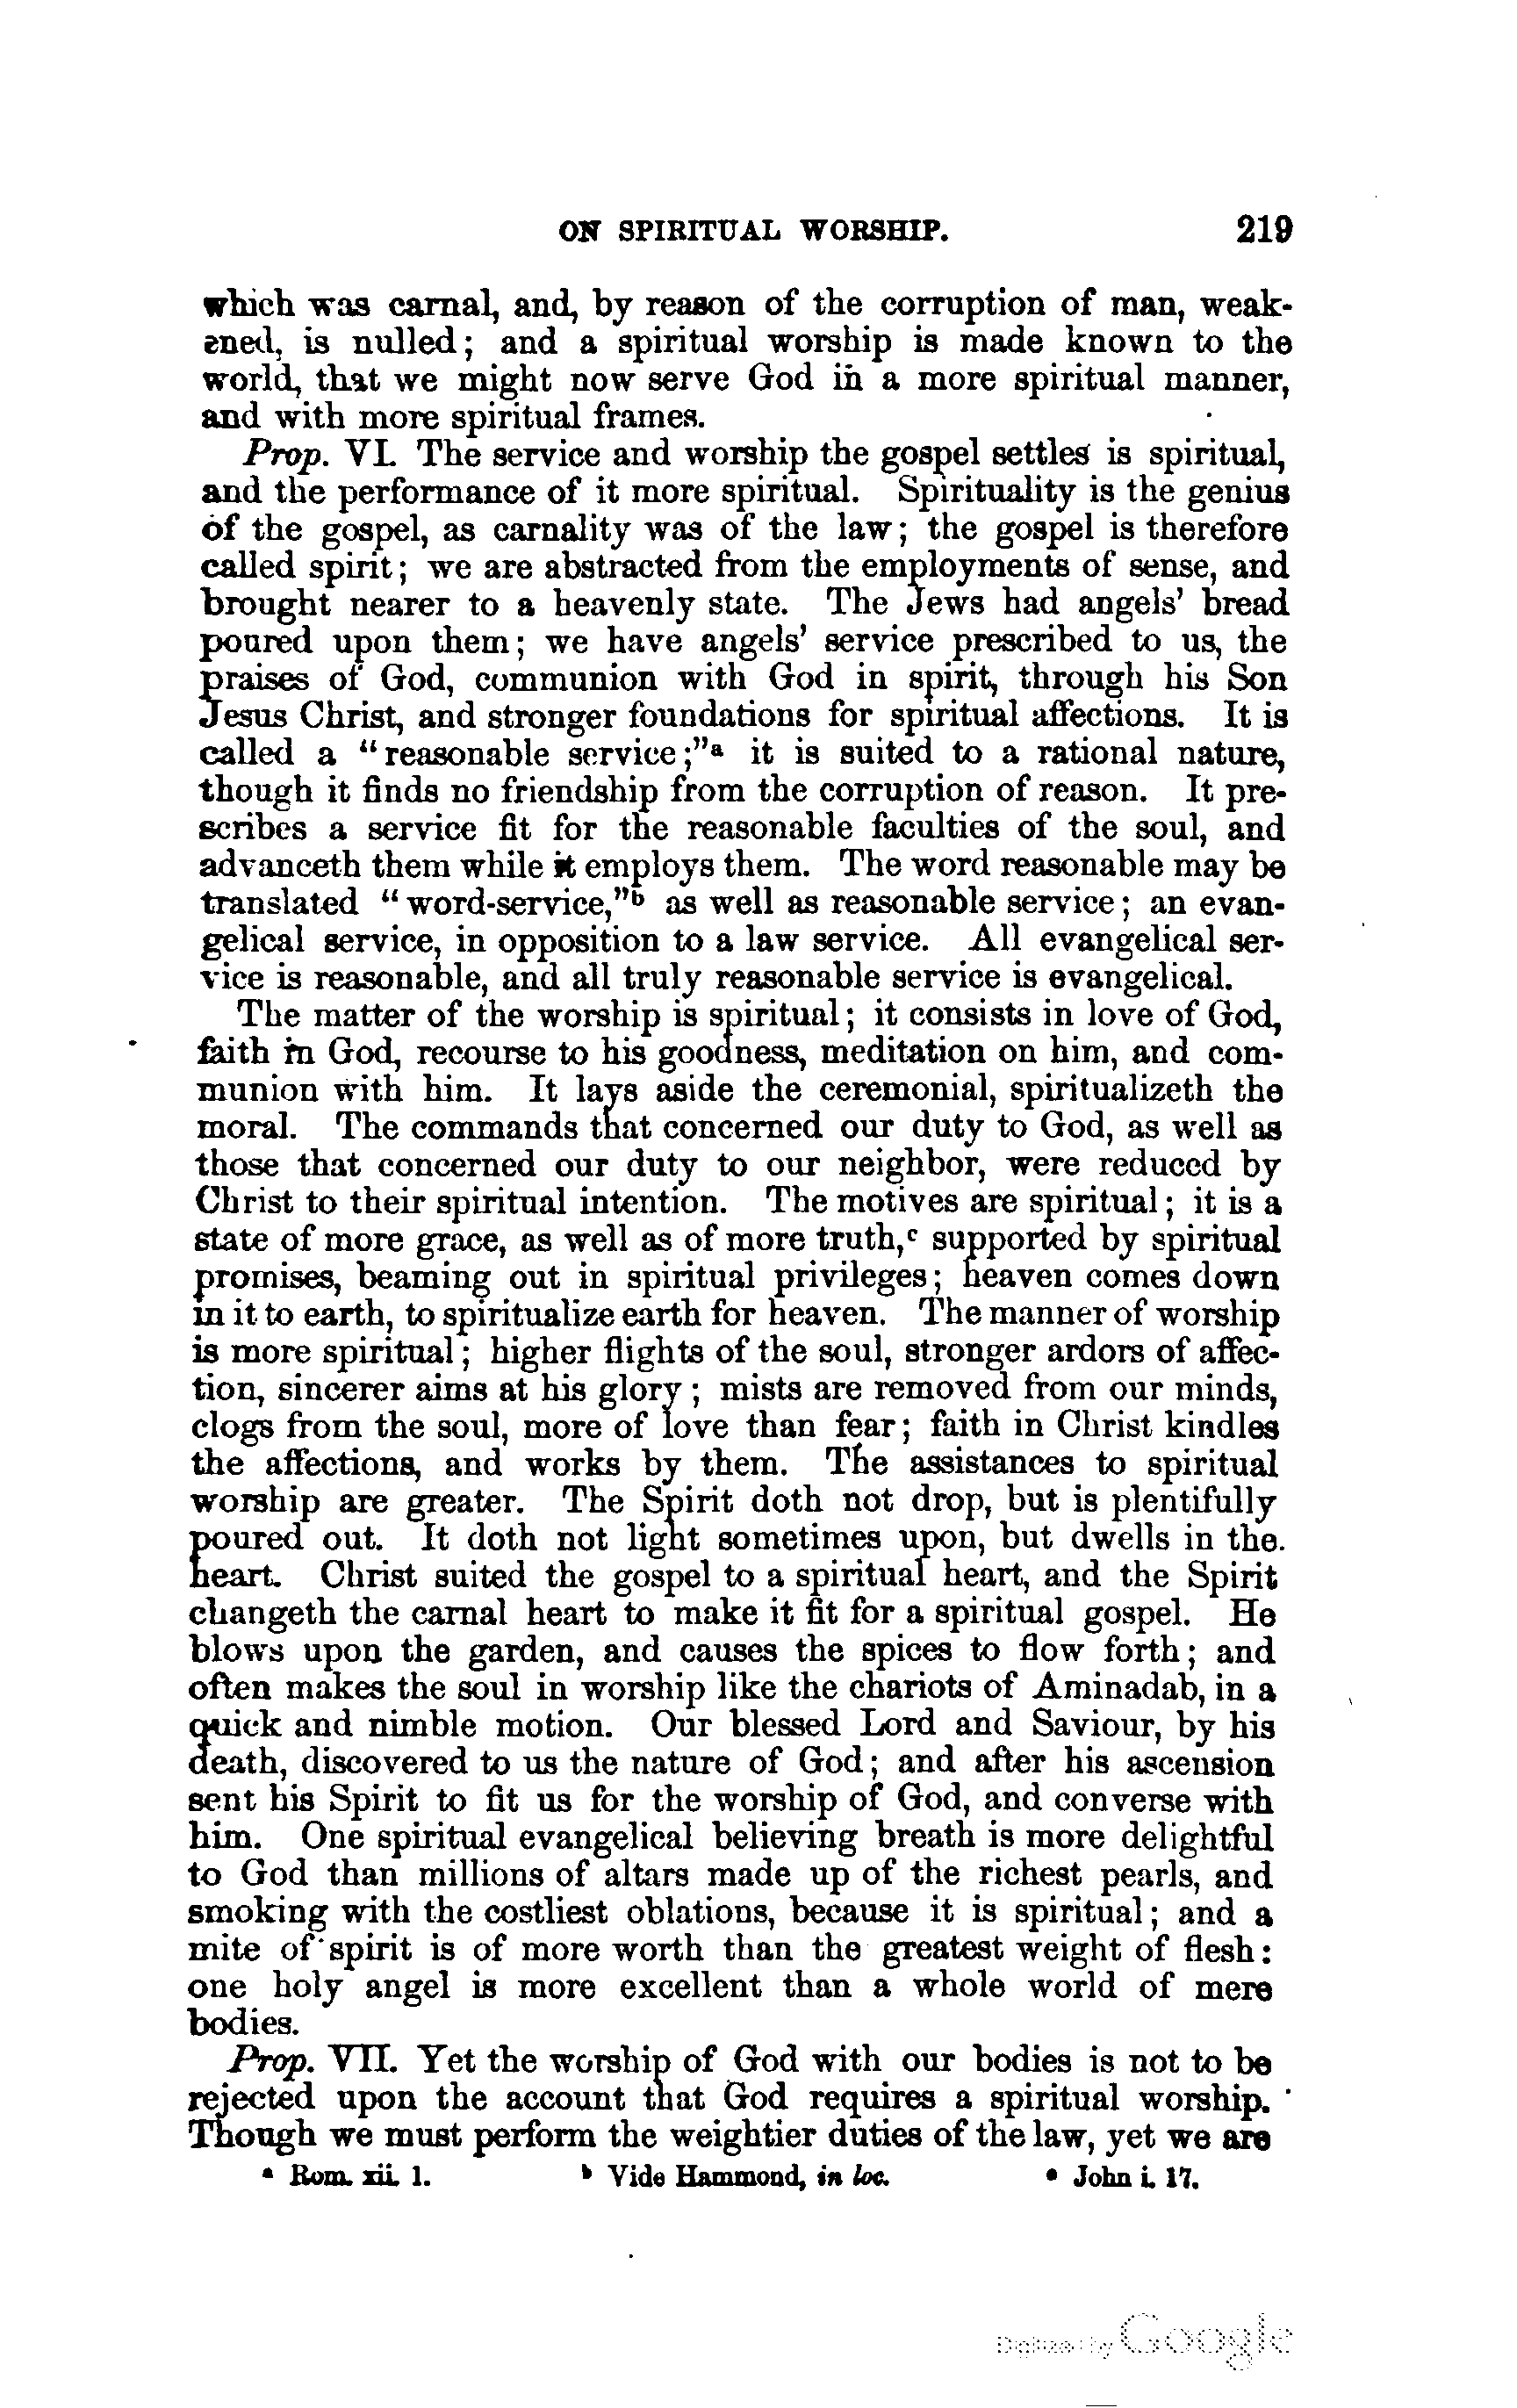 ON SPIRITUAL WORSHIP. 219
which was carnal, and, by reason of the corruption of man, weak-
ened, is nulled; and a spiritual worship is made known to the
world, that we might now serve God in a more spiritual manner,
and with more spiritual frames.
Prop. VI. The service and worship the gospel settles is spiritual,
and the performance of it more spiritual. Spirituality is the genius
of the gospel, as carnality was of the law; the gospel is therefore
called spirit; we are abstracted from the employments of sense, and
brought nearer to a heavenly state. The Jews had angels' bread
poured upon them; we have angels' service prescribed to us, the
praises of God, communion with God in spirit, through his Son
Jesus Christ, and stronger foundations for spiritual affections. It is
called a "reasonable service;"a it is suited to a rational nature,
though it finds no friendship from the corruption of reason. It pre-
scribes a service fit for the reasonable faculties of the soul, and
advanceth them while it employs them. The word reasonable may be
translated "word-service,"b as well as reasonable service; an evan-
gelical service, in opposition to a law service. All evangelical ser-
vice is reasonable, and all truly reasonable service is evangelical.
The matter of the worship is spiritual; it consists in love of God,
faith in God, recourse to his goodness, meditation on him, and com-
munion with him. It lays aside the ceremonial, spiritualizeth the
moral. The commands that concerned our duty to God, as well as
those that concerned our duty to our neighbor, were reduced by
Christ to their spiritual intention. The motives are spiritual; it is a
state of more grace, as well as of more truth,c supported by spiritual
promises, beaming out in spiritual privileges; heaven comes down
in it to earth, to spiritualize earth for heaven. The manner of worship
is more spiritual; higher flights of the soul, stronger ardors of affec-
tion, sincerer aims at his glory; mists are removed from our minds,
clogs from the soul, more of love than fear; faith in Christ kindles
the affections, and works by them. The assistances to spiritual
worship are greater. The Spirit doth not drop, but is plentifully
poured out. It doth not light sometimes upon, but dwells in the.
heart. Christ suited the gospel to a spiritual heart, and the Spirit
changeth the carnal heart to make it fit for a spiritual gospel. He
blows upon the garden, and causes the spices to flow forth; and
often makes the soul in worship like the chariots of Aminadab, in a
quick and nimble motion. Our blessed Lord and Saviour, by his
death, discovered to us the nature of God; and after his ascension
sent his Spirit to fit us for the worship of God, and converse with
him. One spiritual evangelical believing breath is more delightful
to God than millions of altars made up of the richest pearls, and
smoking with the costliest oblations, because it is spiritual; and a
mite of spirit is of more worth than the greatest weight of flesh:
one holy angel is more excellent than a whole world of mere
bodies.
Prop. VII. Yet the worship of God with our bodies is not to be
rejected upon the account that God requires a spiritual worship.
Though we must perform the weightier duties of the law, yet we are
a Rom. xii. 1. b Vide Hammond, in loc. c John i. 17.
Digitized by Google